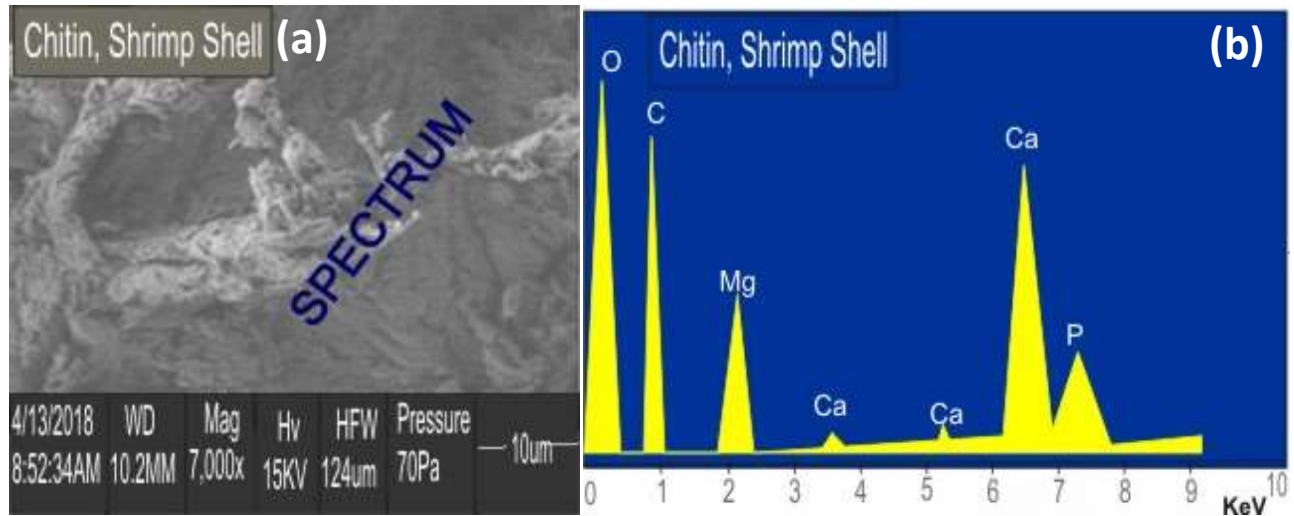 Chitin, Shrimp Shell (a)
SPECTRUM
4/13/2018 WD Mag Hv HFW Pressure
8:52:34AM 10.2MM 7,000x 15KV 124um 70Pa 10um
Chitin, Shrimp Shell (b)
O
C
Ca
Mg
P
Ca
Ca
0 1 2 3 4 5 6 7 8 9 10
KeV